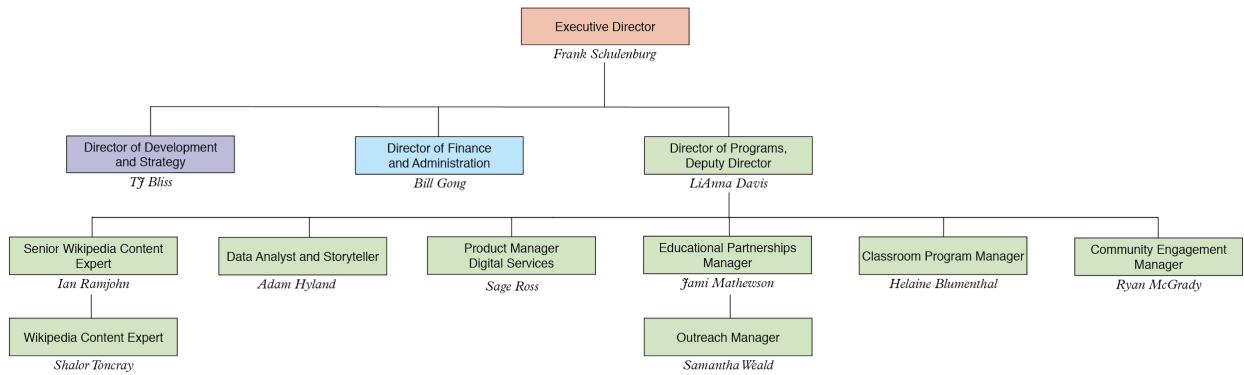 Executive Director
Frank Schulenburg
Director of Development
and Strategy
TJ Bliss
Director of Finance
and Administration
Bill Gong
Director of Programs,
Deputy Director
LiAnna Davis
Senior Wikipedia Content
Expert
Ian Ramjohn
Data Analyst and Storyteller
Adam Hyland
Product Manager
Digital Services
Sage Ross
Educational Partnerships
Manager
Jami Mathewson
Classroom Program Manager
Helaine Blumenthal
Community Engagement
Manager
Ryan McGrady
Wikipedia Content Expert
Shalor Toncray
Outreach Manager
Samantha Weald